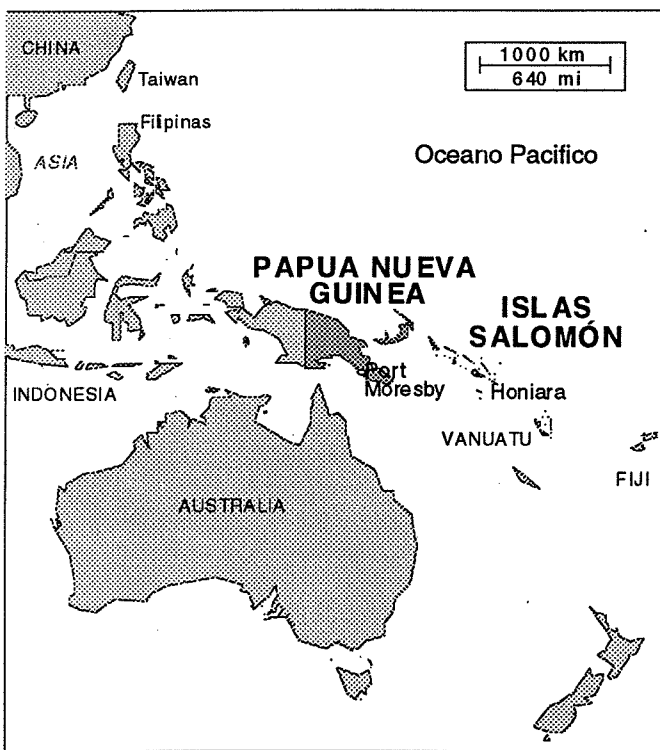 CHINA
1000 km
640 mi
Taiwan
Filipinas
ASIA
Oceano Pacifico
PAPUA NUEVA
GUINEA
ISLAS
SALOMÓN
Port
Moresby
Honiara
INDONESIA
VANUATU
FIJI
AUSTRALIA